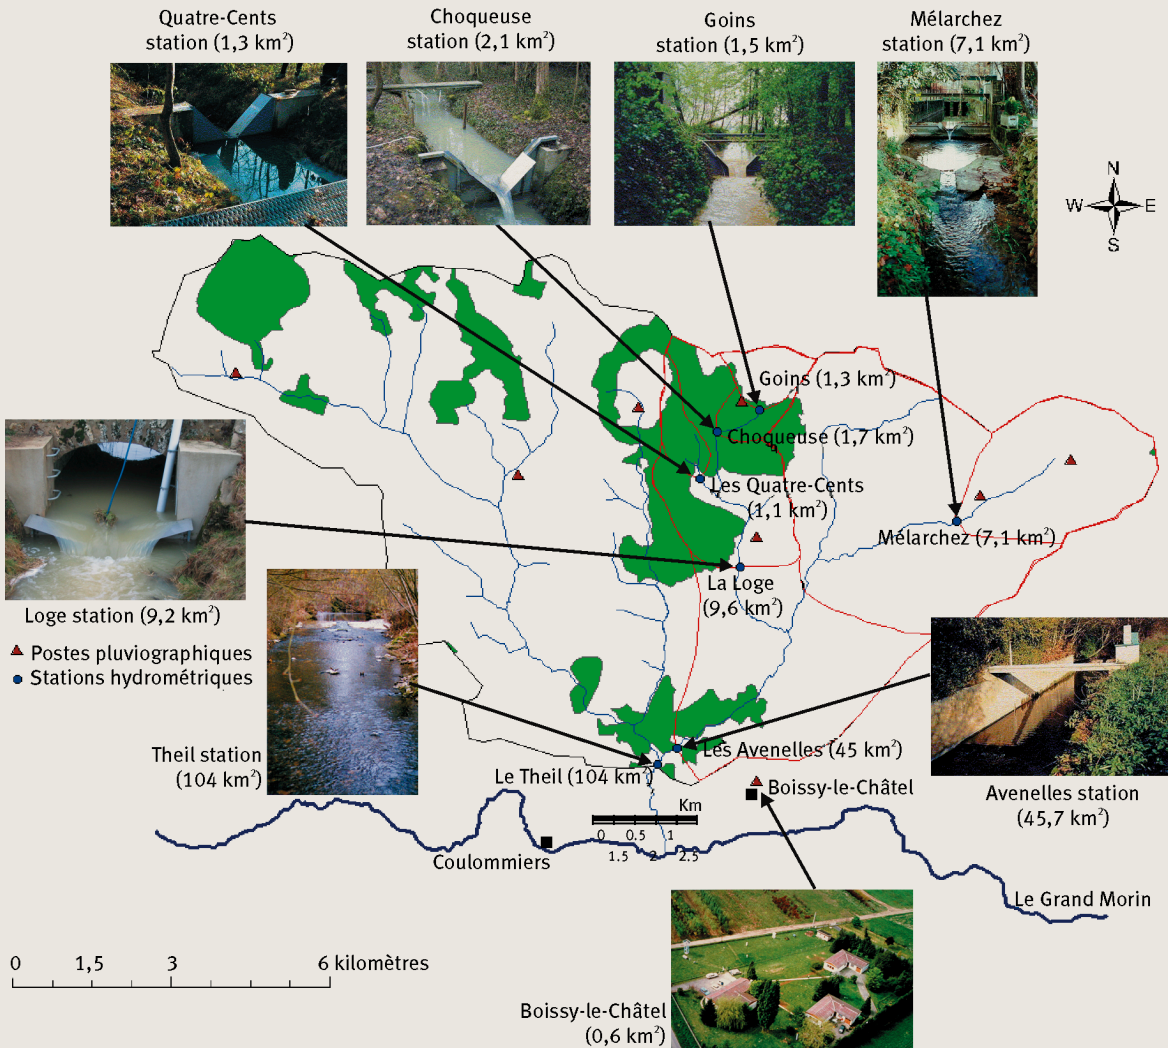 Quatre-Cents
station (1,3 km²)
Choqueuse
station (2,1 km²)
Goins
station (1,5 km²)
Mélarchez
station (7,1 km²)
N
W
E
S
Goins (1,3 km²)
Choqueuse (1,7 km²)
Les Quatre-Cents
(1,1 km²)
Mélarchez (7,1 km²)
La Loge
(9,6 km²)
Loge station (9,2 km²)
Postes pluviographiques
Stations hydrométriques
Theil station
(104 km²)
Les Avenelles (45 km²)
Le Theil (104 km²)
Boissy-le-Châtel
Avenelles station
(45,7 km²)
Km
0 0.5 1
1.5 2 2.5
Coulommiers
Le Grand Morin
0 1,5 3 6 kilomètres
Boissy-le-Châtel
(0,6 km²)